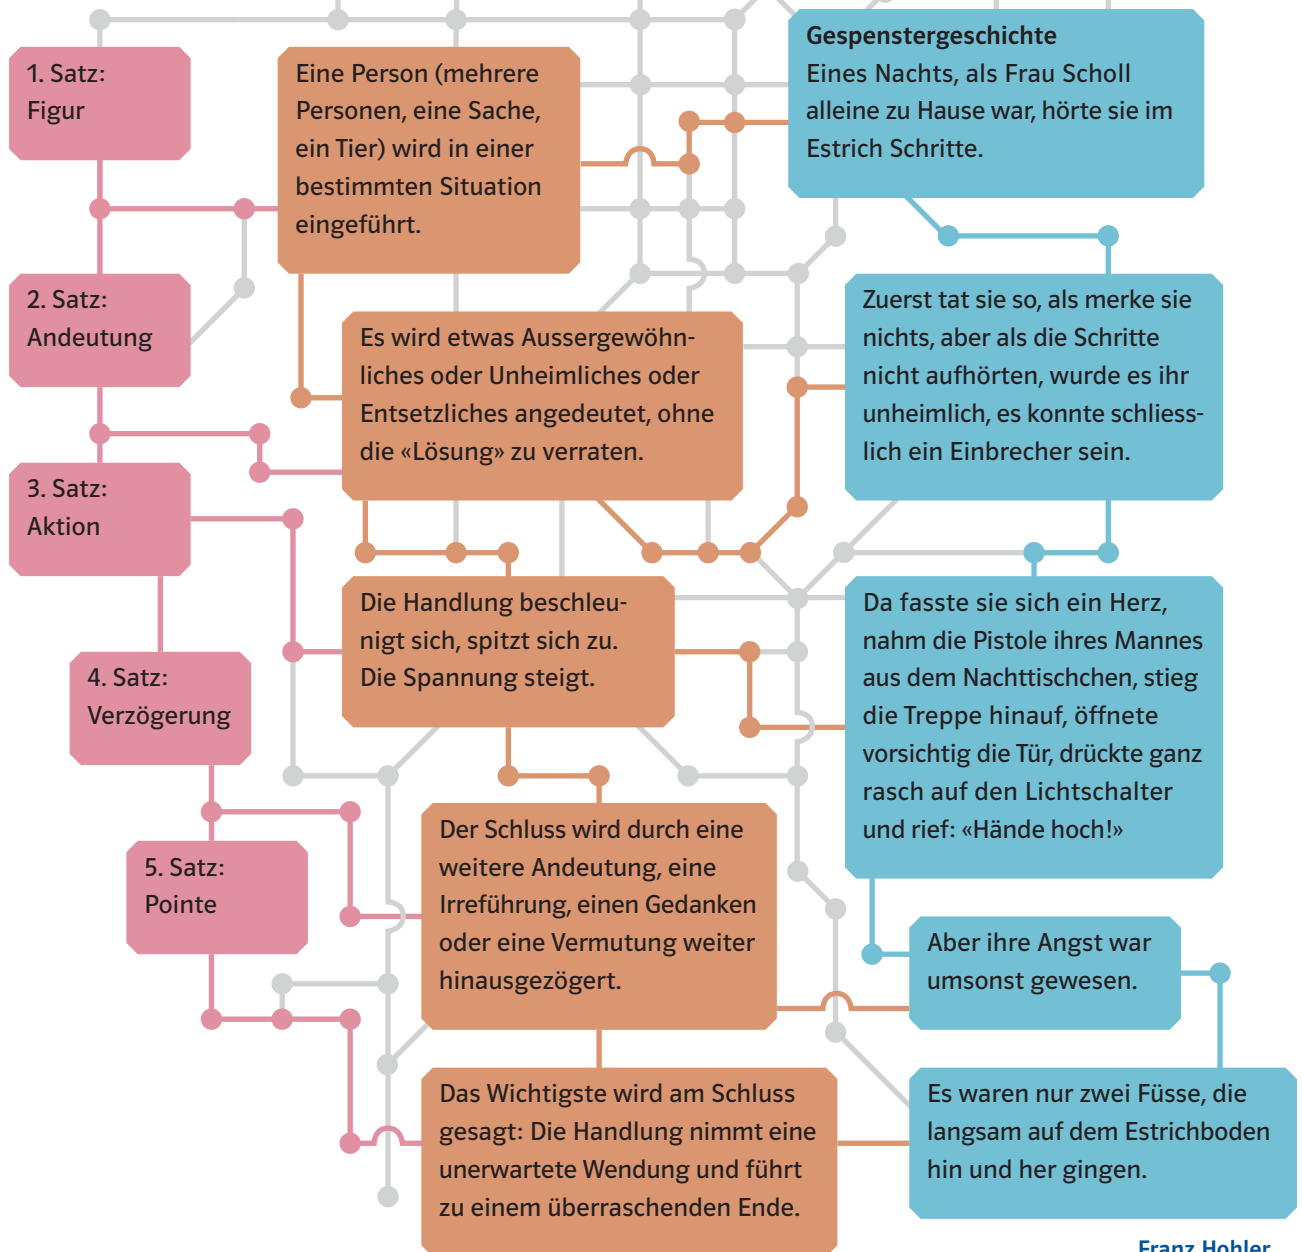 1. Satz:
Figur
Eine Person (mehrere
Personen, eine Sache,
ein Tier) wird in einer
bestimmten Situation
eingeführt.
Gespenstergeschichte
Eines Nachts, als Frau Scholl
alleine zu Hause war, hörte sie im
Estrich Schritte.
2. Satz:
Andeutung
Es wird etwas Aussergewöhn-
liches oder Unheimliches oder
Entsetzliches angedeutet, ohne
die «Lösung» zu verraten.
Zuerst tat sie so, als merke sie
nichts, aber als die Schritte
nicht aufhörten, wurde es ihr
unheimlich, es konnte schliess-
lich ein Einbrecher sein.
3. Satz:
Aktion
Die Handlung beschleu-
nigt sich, spitzt sich zu.
Die Spannung steigt.
Da fasste sie sich ein Herz,
nahm die Pistole ihres Mannes
aus dem Nachttischchen, stieg
die Treppe hinauf, öffnete
vorsichtig die Tür, drückte ganz
rasch auf den Lichtschalter
und rief: «Hände hoch!»
4. Satz:
Verzögerung
Der Schluss wird durch eine
weitere Andeutung, eine
Irreführung, einen Gedanken
oder eine Vermutung weiter
hinausgezögert.
Aber ihre Angst war
umsonst gewesen.
5. Satz:
Pointe
Das Wichtigste wird am Schluss
gesagt: Die Handlung nimmt eine
unerwartete Wendung und führt
zu einem überraschenden Ende.
Es waren nur zwei Füsse, die
langsam auf dem Estrichboden
hin und her gingen.
Franz Hohler